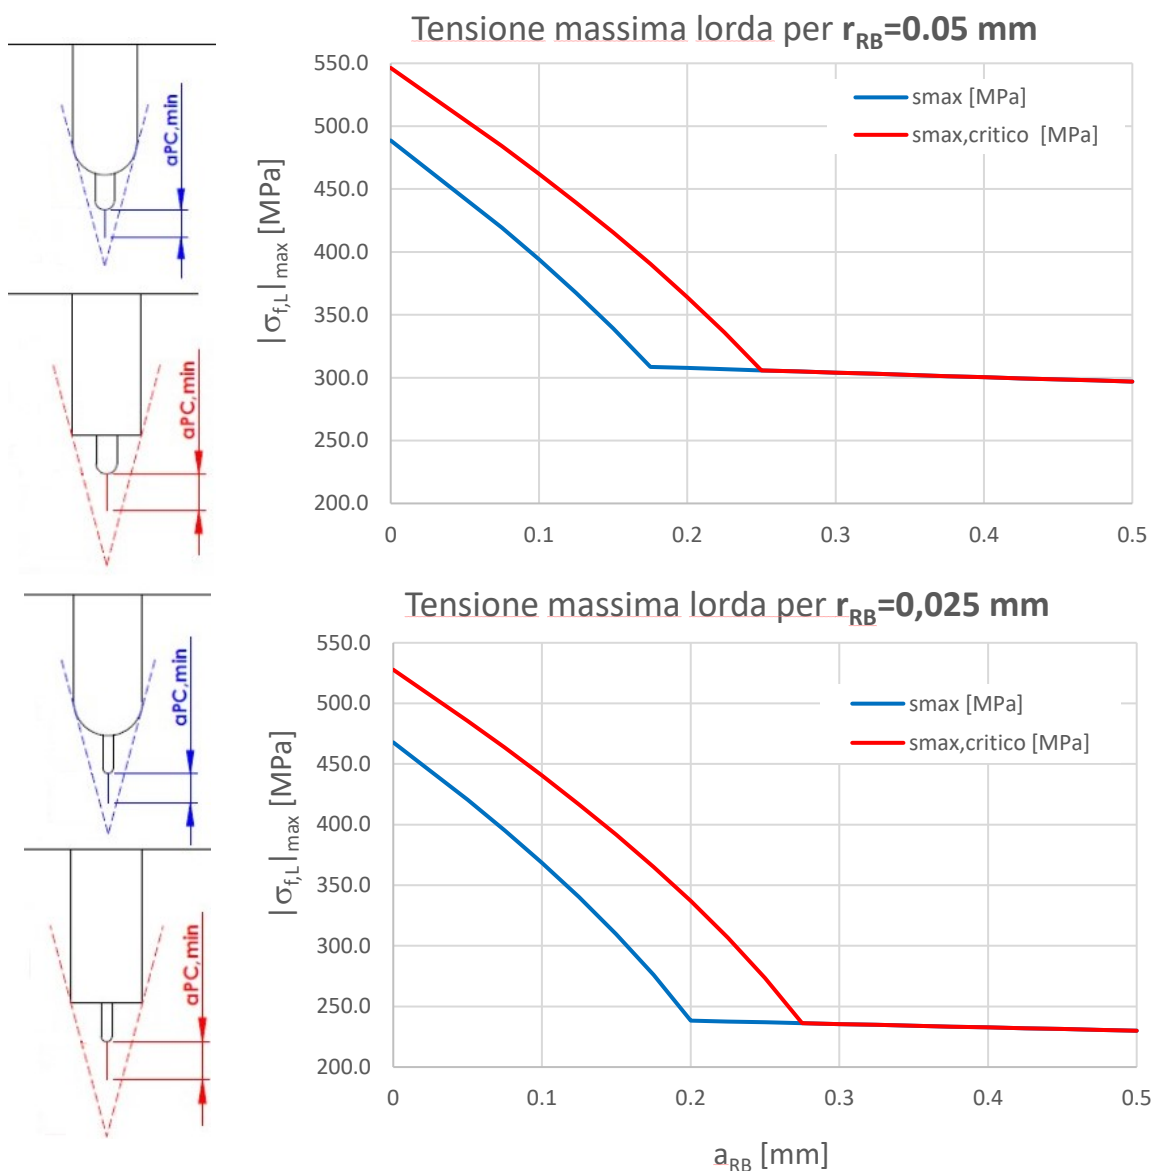 Tensione massima lorda per rRB=0.05 mm
|σf,L|max [MPa]
550.0
500.0
450.0
400.0
350.0
300.0
250.0
200.0
0
0.1
0.2
0.3
0.4
0.5
smax [MPa]
smax,critico [MPa]
aPC,min
aPC,min
Tensione massima lorda per rRB=0,025 mm
|σf,L|max [MPa]
550.0
500.0
450.0
400.0
350.0
300.0
250.0
200.0
0
0.1
0.2
0.3
0.4
0.5
smax [MPa]
smax,critico [MPa]
aRB [mm]
aPC,min
aPC,min